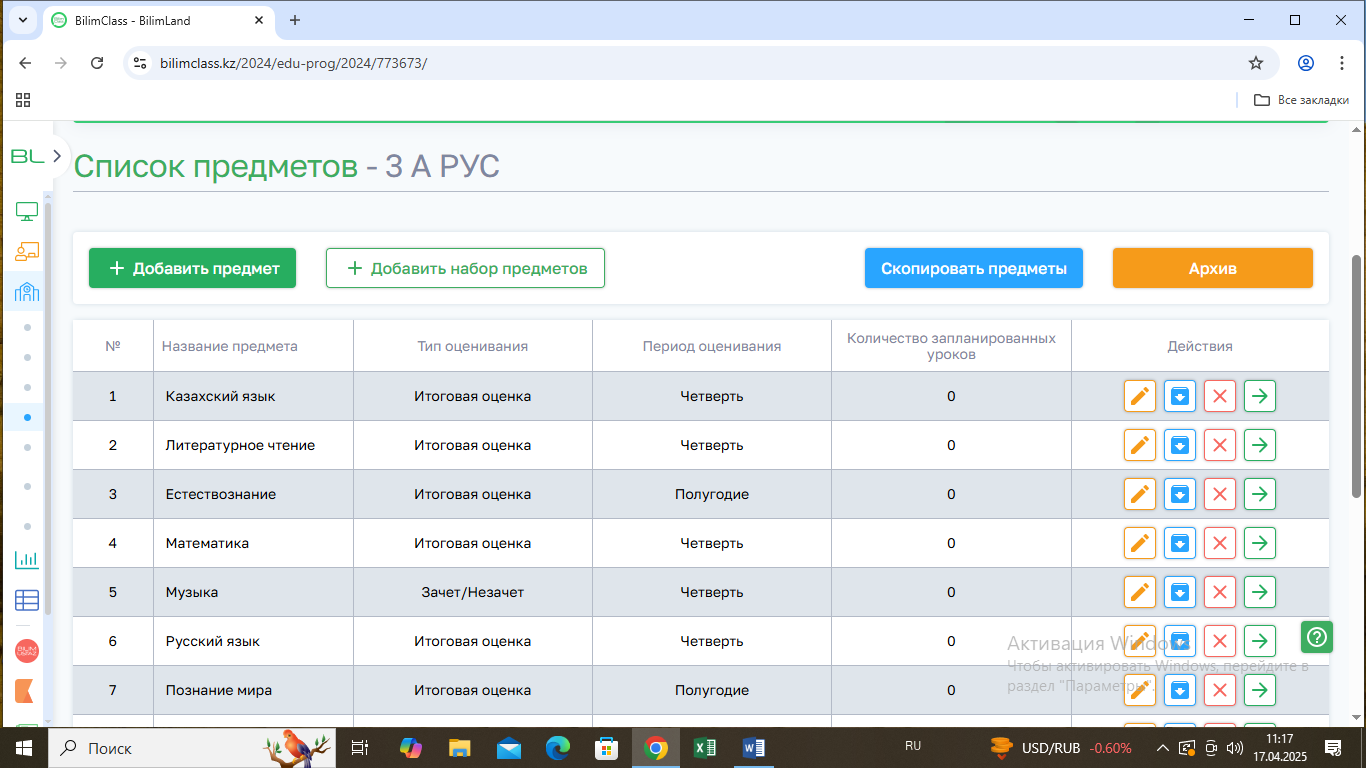 BilimClass - BilimLand
bilimclass.kz/2024/edu-prog/2024/773673/
Все закладки
BL
Список предметов - 3 А РУС
+ Добавить предмет
+ Добавить набор предметов
Скопировать предметы
Архив
№ Название предмета Тип оценивания Период оценивания Количество запланированных уроков Действия
1 Казахский язык Итоговая оценка Четверть 0
2 Литературное чтение Итоговая оценка Четверть 0
3 Естествознание Итоговая оценка Полугодие 0
4 Математика Итоговая оценка Четверть 0
5 Музыка Зачет/Незачет Четверть 0
6 Русский язык Итоговая оценка Четверть 0
7 Познание мира Итоговая оценка Полугодие 0
Активация Windows
Чтобы активировать Windows, перейдите в
раздел "Параметры".
Поиск
RU
USD/RUB -0.60%
11:17
17.04.2025